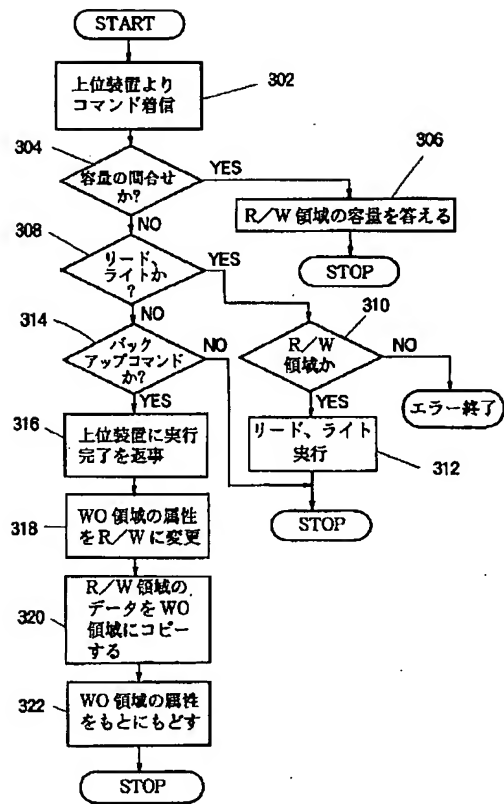 START
302
上位装置より
コマンド着信
304
容量の問合せ
か?
YES
306
R/W領域の容量を答える
NO
STOP
308
リード、
ライトか
?
YES
NO
310
R/W
領域か
NO
エラー終了
YES
リード、ライト
実行
312
STOP
314
バック
アップコマンド
か?
NO
YES
316
上位装置に実行
完了を返事
318
WO領域の属性
をR/Wに変更
320
R/W領域の
データをWO
領域にコピー
する
322
WO領域の属性
をもとにもどす
STOP